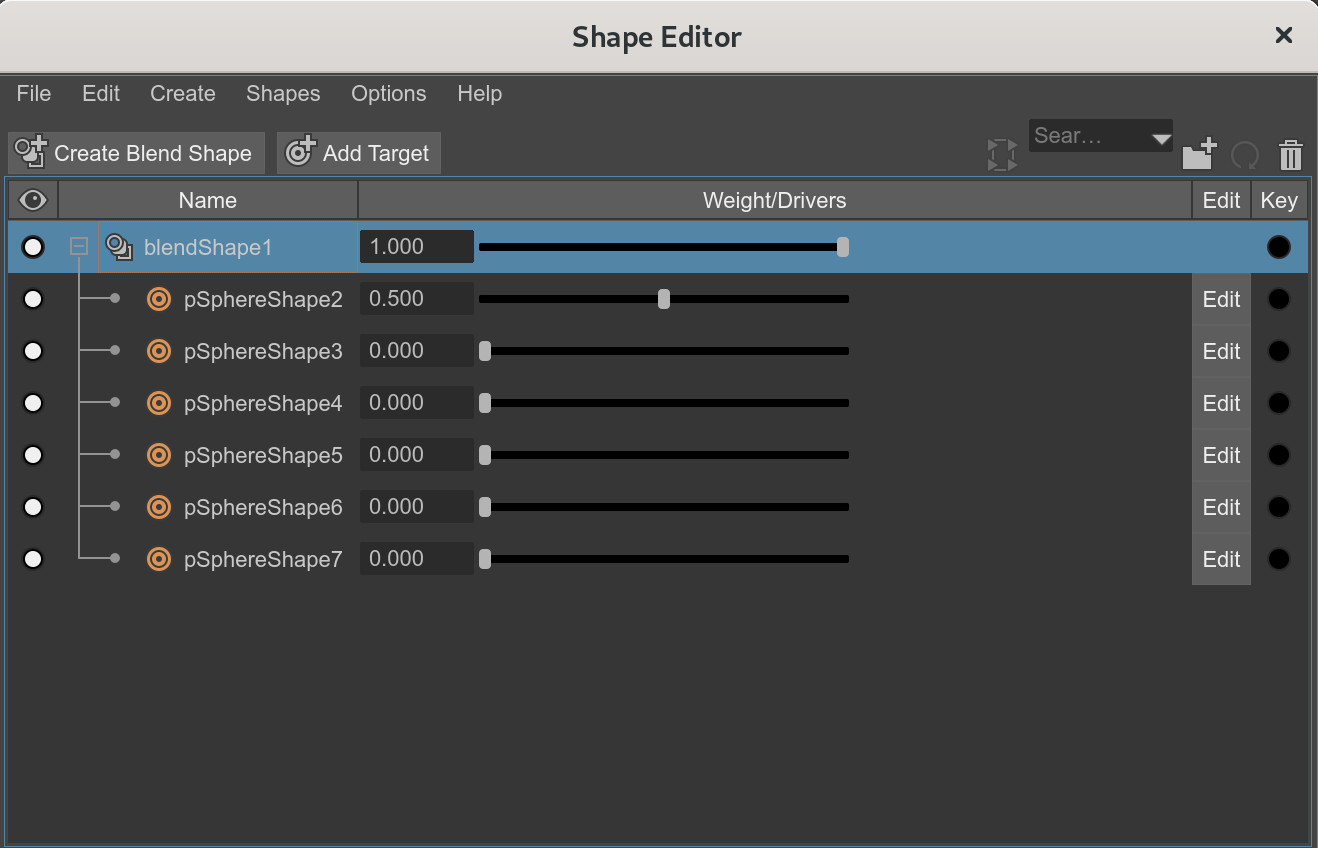 Shape Editor
File Edit Create Shapes Options Help
Create Blend Shape Add Target Sear...
Name Weight/Drivers Edit Key
blendShape1 1.000
pSphereShape2 0.500 Edit
pSphereShape3 0.000 Edit
pSphereShape4 0.000 Edit
pSphereShape5 0.000 Edit
pSphereShape6 0.000 Edit
pSphereShape7 0.000 Edit